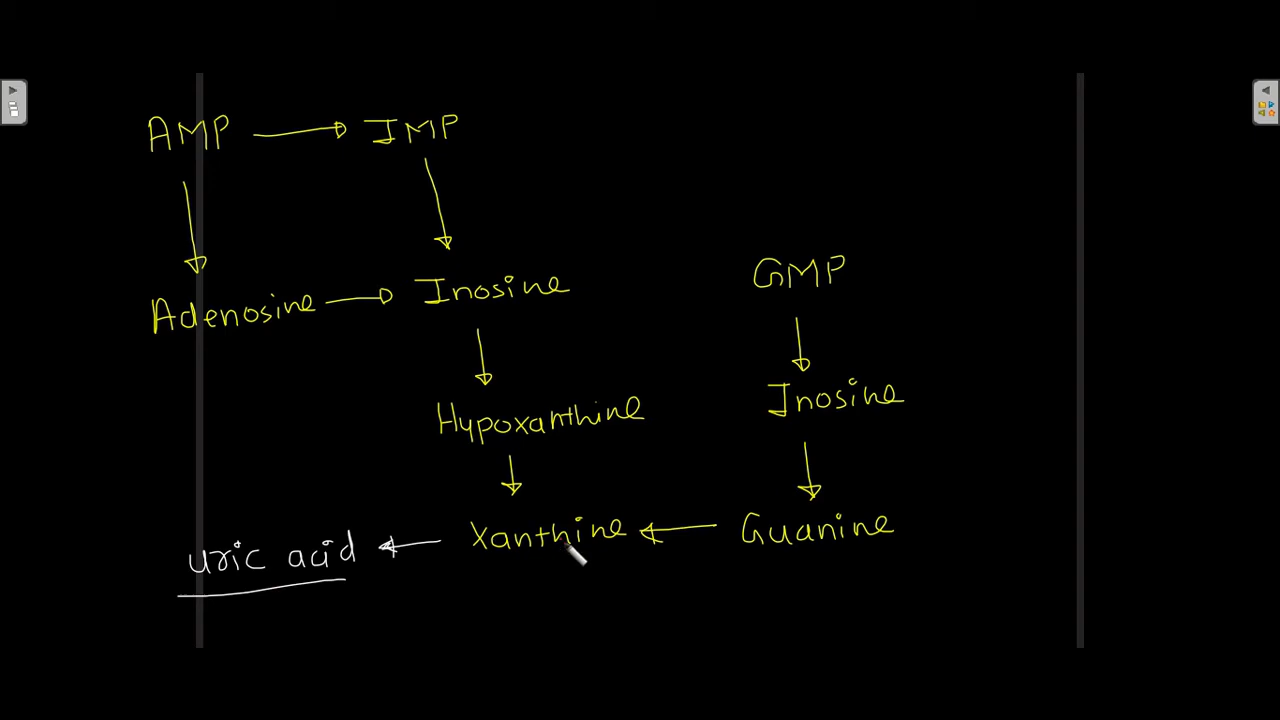 AMP → IMP
GMP
Adenosine → Inosine
Inosine
Hypoxanthine
uric acid ← Xanthine ← Guanine